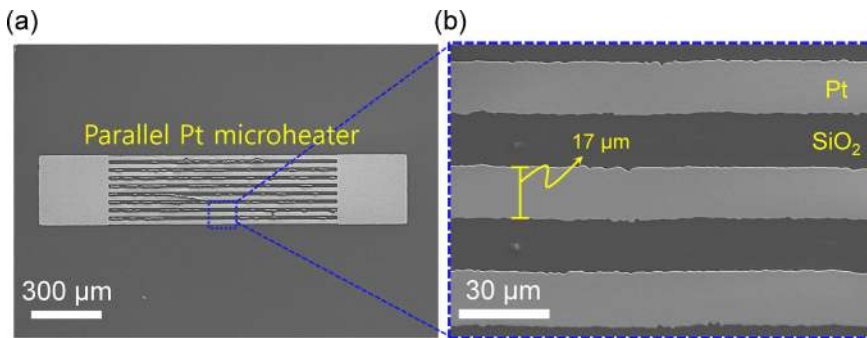 (a)
Parallel Pt microheater
300 μm
(b)
Pt
SiO₂
17 μm
30 μm